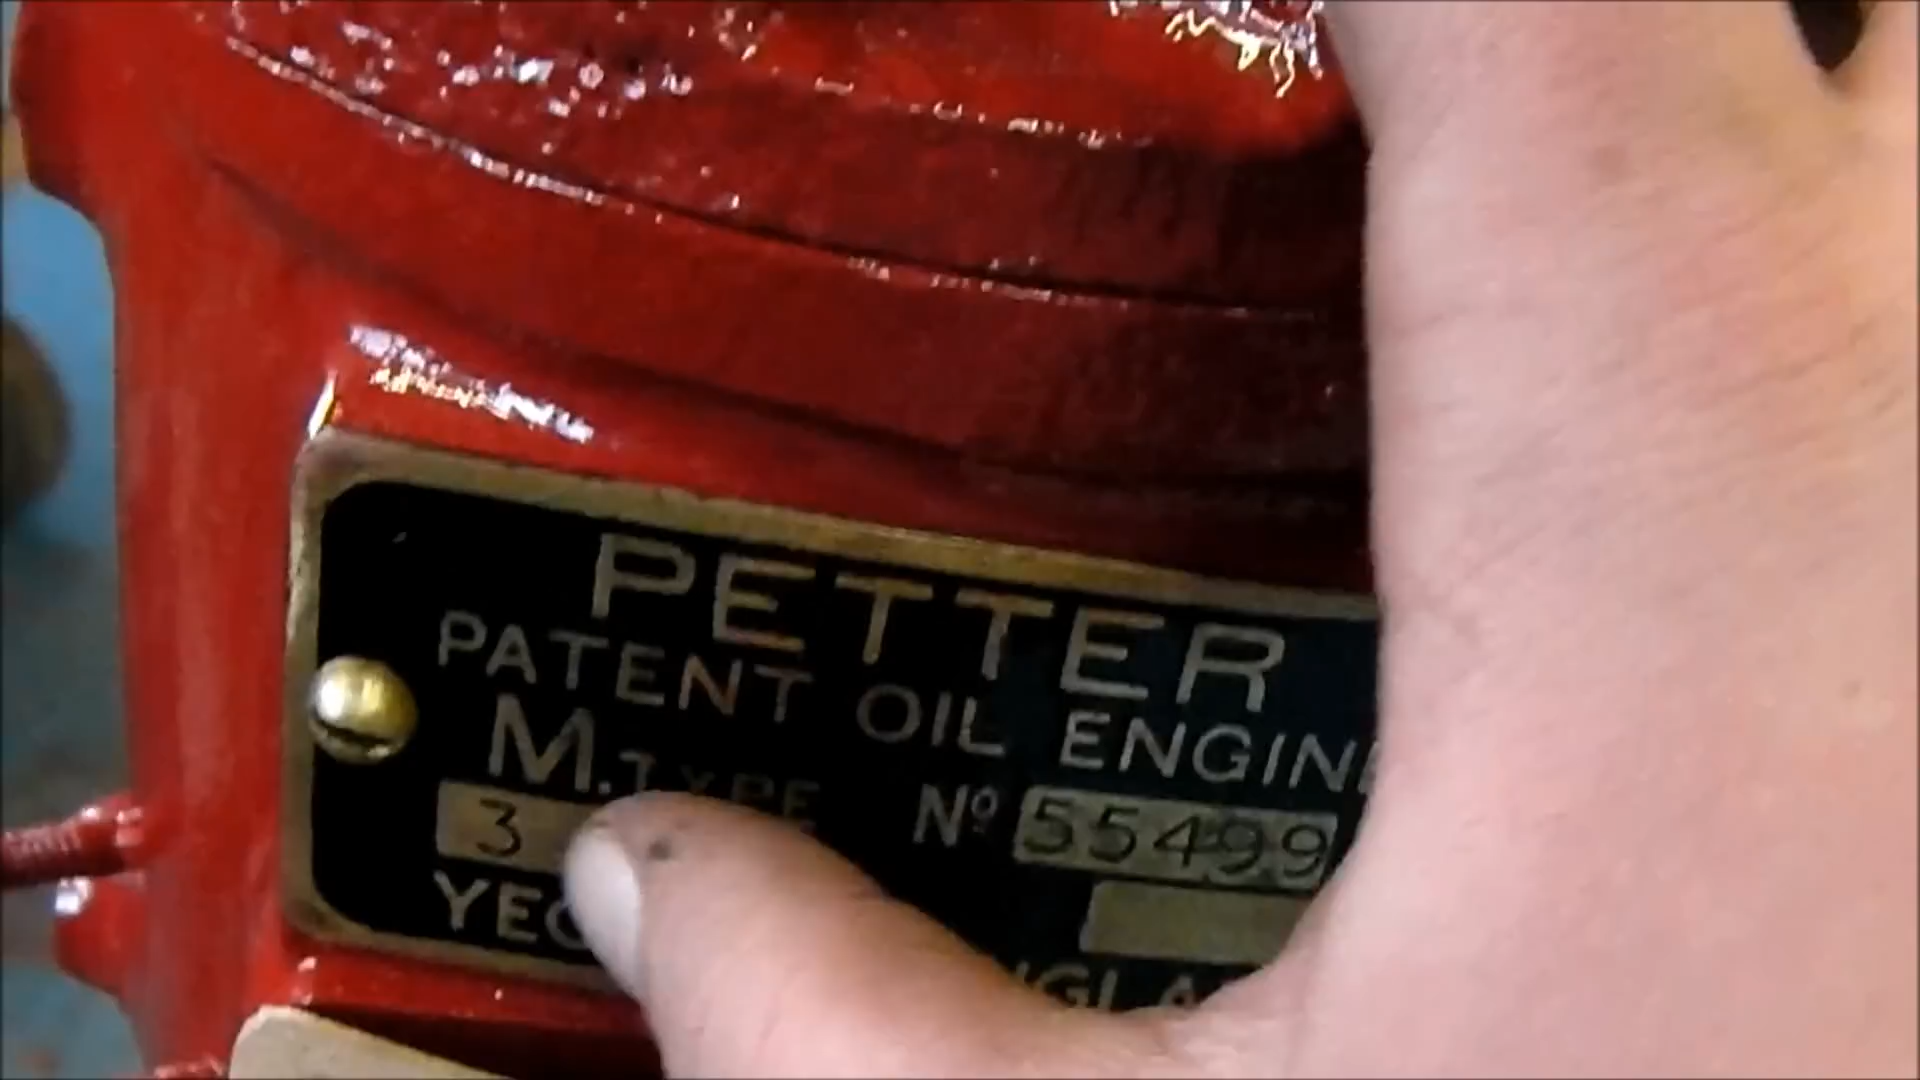 PETTER
PATENT OIL ENGINE
M. TYPE Nº 55499
3